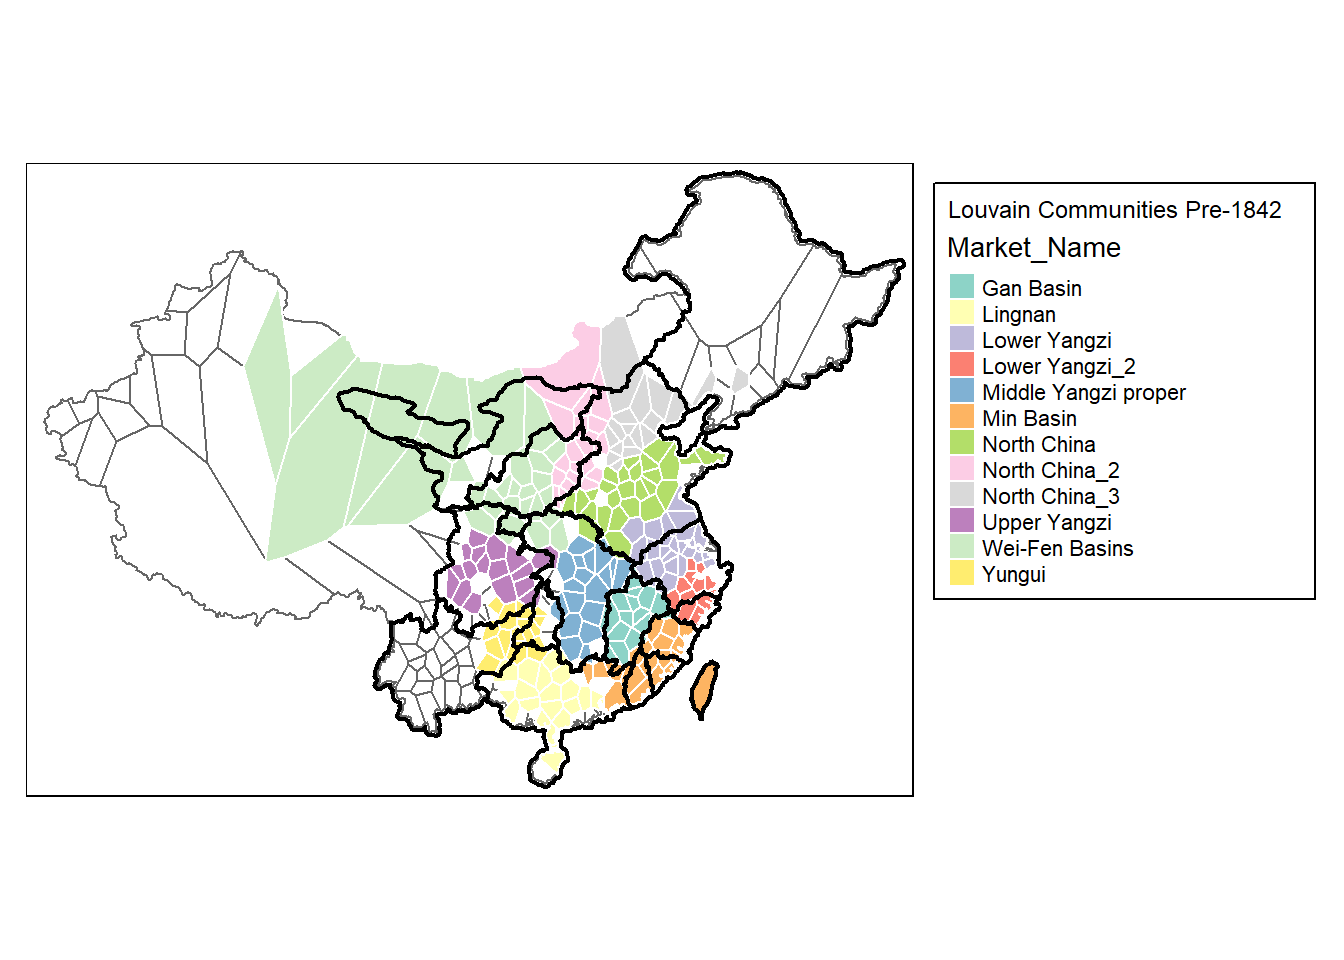 Louvain Communities Pre-1842
Market_Name
Gan Basin
Lingnan
Lower Yangzi
Lower Yangzi_2
Middle Yangzi proper
Min Basin
North China
North China_2
North China_3
Upper Yangzi
Wei-Fen Basins
Yungui